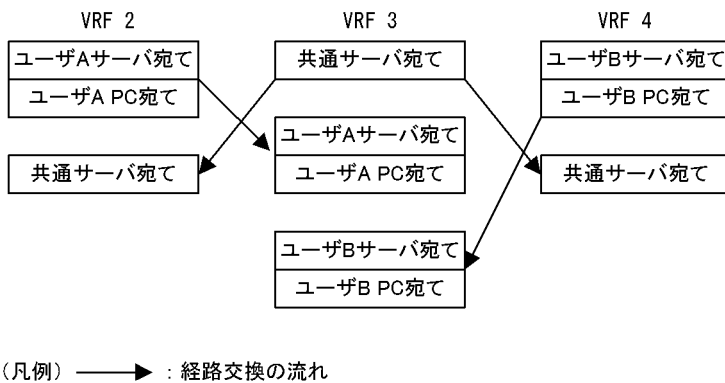 VRF 2
VRF 3
VRF 4
ユーザAサーバ宛て
ユーザA PC宛て
共通サーバ宛て
共通サーバ宛て
ユーザAサーバ宛て
ユーザA PC宛て
ユーザBサーバ宛て
ユーザB PC宛て
ユーザBサーバ宛て
ユーザB PC宛て
共通サーバ宛て
(凡例) : 経路交換の流れ